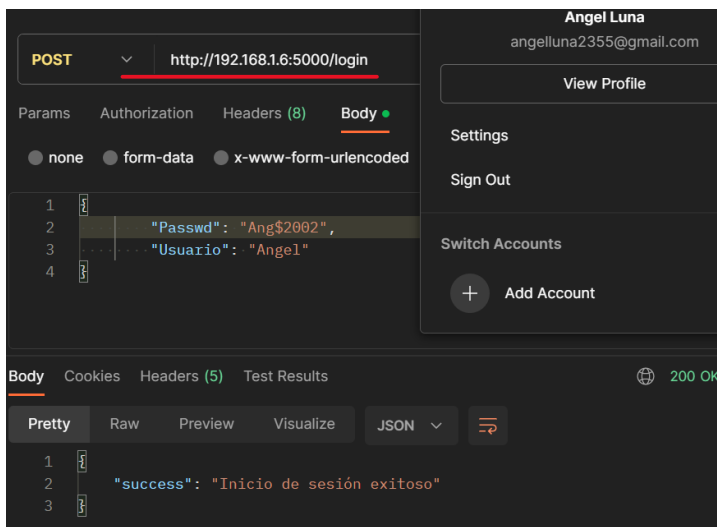 Angel Luna
angelluna2355@gmail.com
POST http://192.168.1.6:5000/login
View Profile
Params Authorization Headers (8) Body
Settings
none form-data x-www-form-urlencoded
Sign Out
1 {
2 "Passwd": "Ang$2002",
3 "Usuario": "Angel"
4 }
Switch Accounts
+ Add Account
Body Cookies Headers (5) Test Results 200 OK
Pretty Raw Preview Visualize JSON
1 {
2 "success": "Inicio de sesión exitoso"
3 }